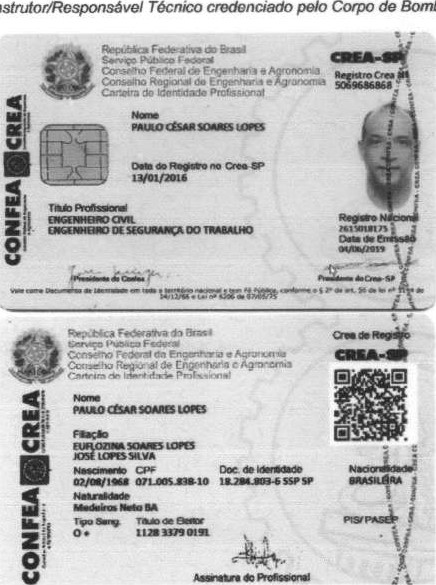 nstrutor/Responsável Técnico credenciado pelo Corpo de Bomb
República Federativa do Brasil
Serviço Público Federal
Conselho Federal de Engenharia e Agronomia
Conselho Regional de Engenharia e Agronomia
Carteira de Identidade Profissional
CREA-SP
Registro Crea
5069686868
CONFEA CREA
Nome
PAULO CÉSAR SOARES LOPES
Data do Registro no Crea-SP
13/01/2016
Título Profissional
ENGENHEIRO CIVIL
ENGENHEIRO DE SEGURANÇA DO TRABALHO
Registro Nacional
2615018175
Data de Emissão
04/06/2019
Presidente do Confea
Presidente do Crea-SP
Vale como Documento de Identidade em todo o território nacional e tem Fé Pública, conforme o § 2º do art. 56 da lei nº
24/12/66 e Lei nº 6206 de 07/05/75
República Federativa do Brasil
Serviço Público Federal
Conselho Federal de Engenharia e Agronomia
Conselho Regional de Engenharia e Agronomia
Carteira de Identidade Profissional
Crea de Registro
CREA-SP
CONFEA CREA
Nome
PAULO CÉSAR SOARES LOPES
Filiação
EUFLOZINA SOARES LOPES
JOSÉ LOPES SILVA
Nascimento CPF Doc. de Identidade Nacionalidade
02/08/1968 071.005.838-10 18.284.803-6 SSP SP BRASILEIRA
Naturalidade
Medeiros Neto BA
Tipo Sang. Título de Eleitor PIS/PASEP
O+ 1128 3379 0191
Assinatura do Profissional